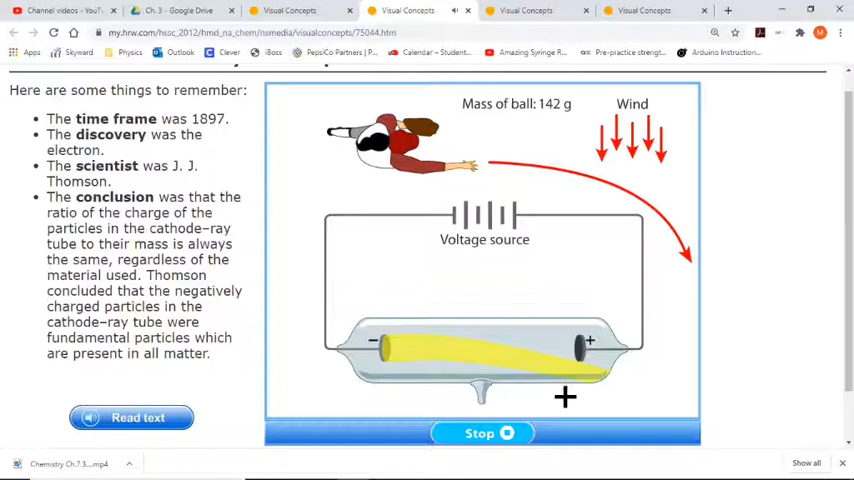 Channel videos - YouT
Ch. 3 - Google Drive
Visual Concepts
Visual Concepts
Visual Concepts
Visual Concepts
my.hrw.com/hssc_2012/hmd_na_chem/nsmedia/visualconcepts/75044.htm
Apps
Skyward
Physics
Outlook
Clever
iBoss
PepsiCo Partners | P...
Calendar – Student...
Amazing Syringe R...
Pre-practice strengt...
Arduino Instruction...
Here are some things to remember:
• The time frame was 1897.
• The discovery was the
electron.
• The scientist was J. J.
Thomson.
• The conclusion was that the
ratio of the charge of the
particles in the cathode–ray
tube to their mass is always
the same, regardless of the
material used. Thomson
concluded that the negatively
charged particles in the
cathode–ray tube were
fundamental particles which
are present in all matter.
Read text
Mass of ball: 142 g
Wind
Voltage source
− +
+
Stop
Chemistry Ch.7.3....mp4
Show all